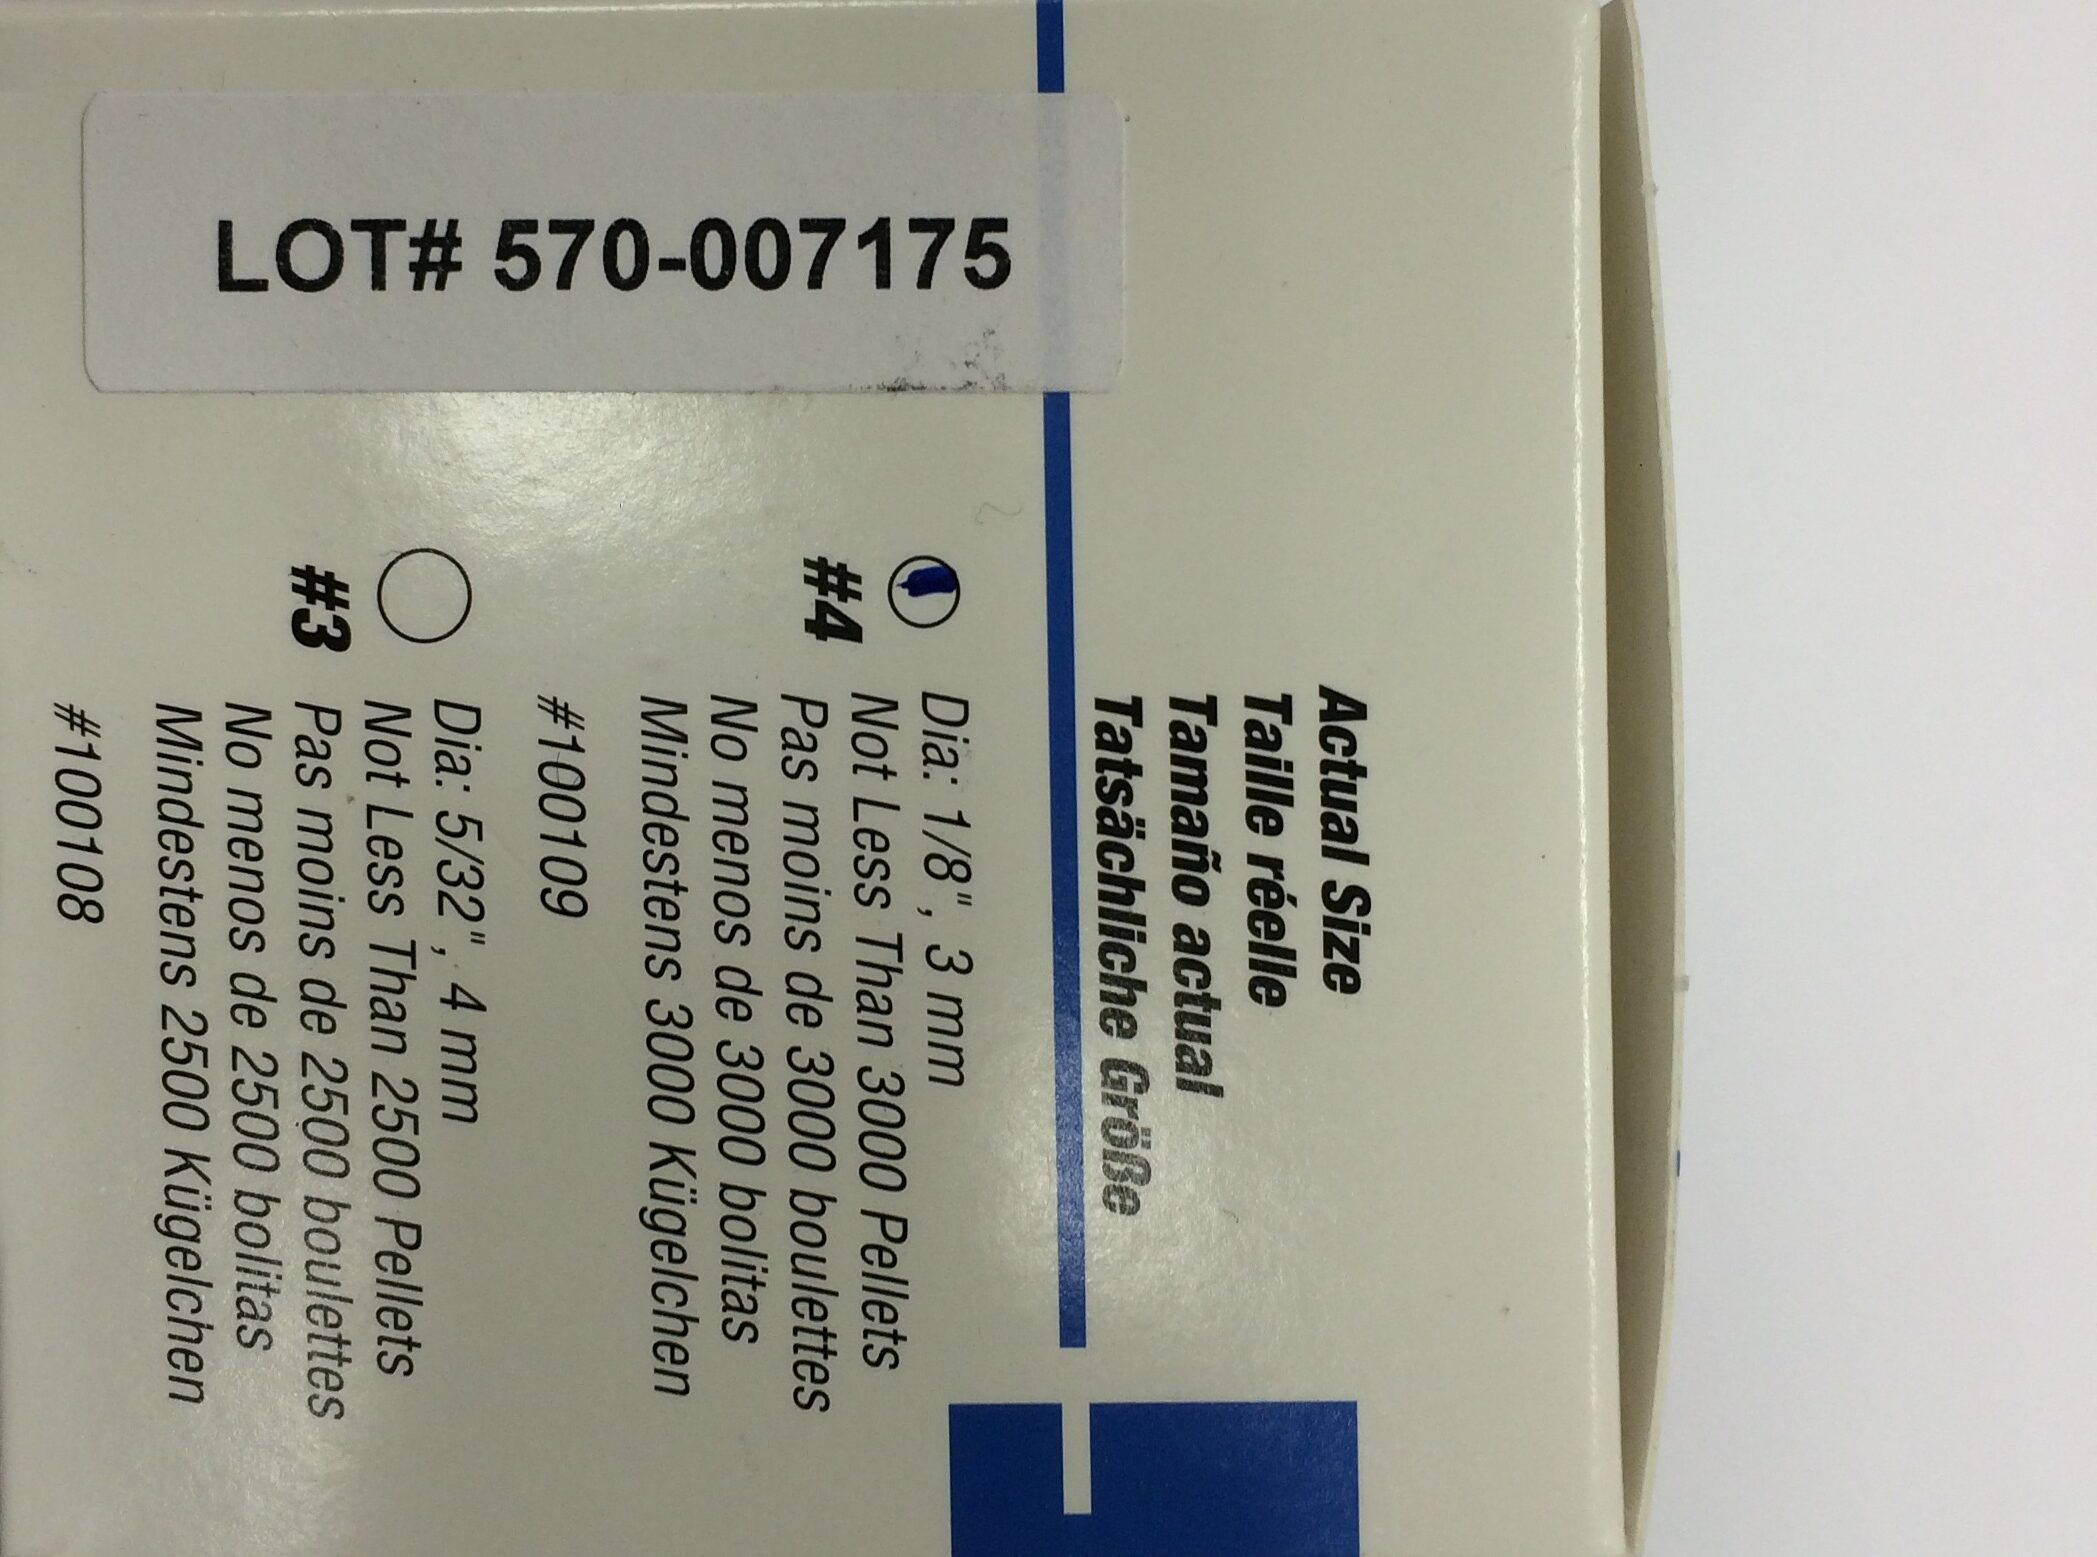 LOT# 570-007175
Actual Size
Taille réelle
Tamaño actual
Tatsächliche Größe
#4
Dia: 1/8", 3 mm
Not Less Than 3000 Pellets
Pas moins de 3000 boulettes
No menos de 3000 bolitas
Mindestens 3000 Kügelchen
#100109
#3
Dia: 5/32", 4 mm
Not Less Than 2500 Pellets
Pas moins de 2500 boulettes
No menos de 2500 bolitas
Mindestens 2500 Kügelchen
#100108